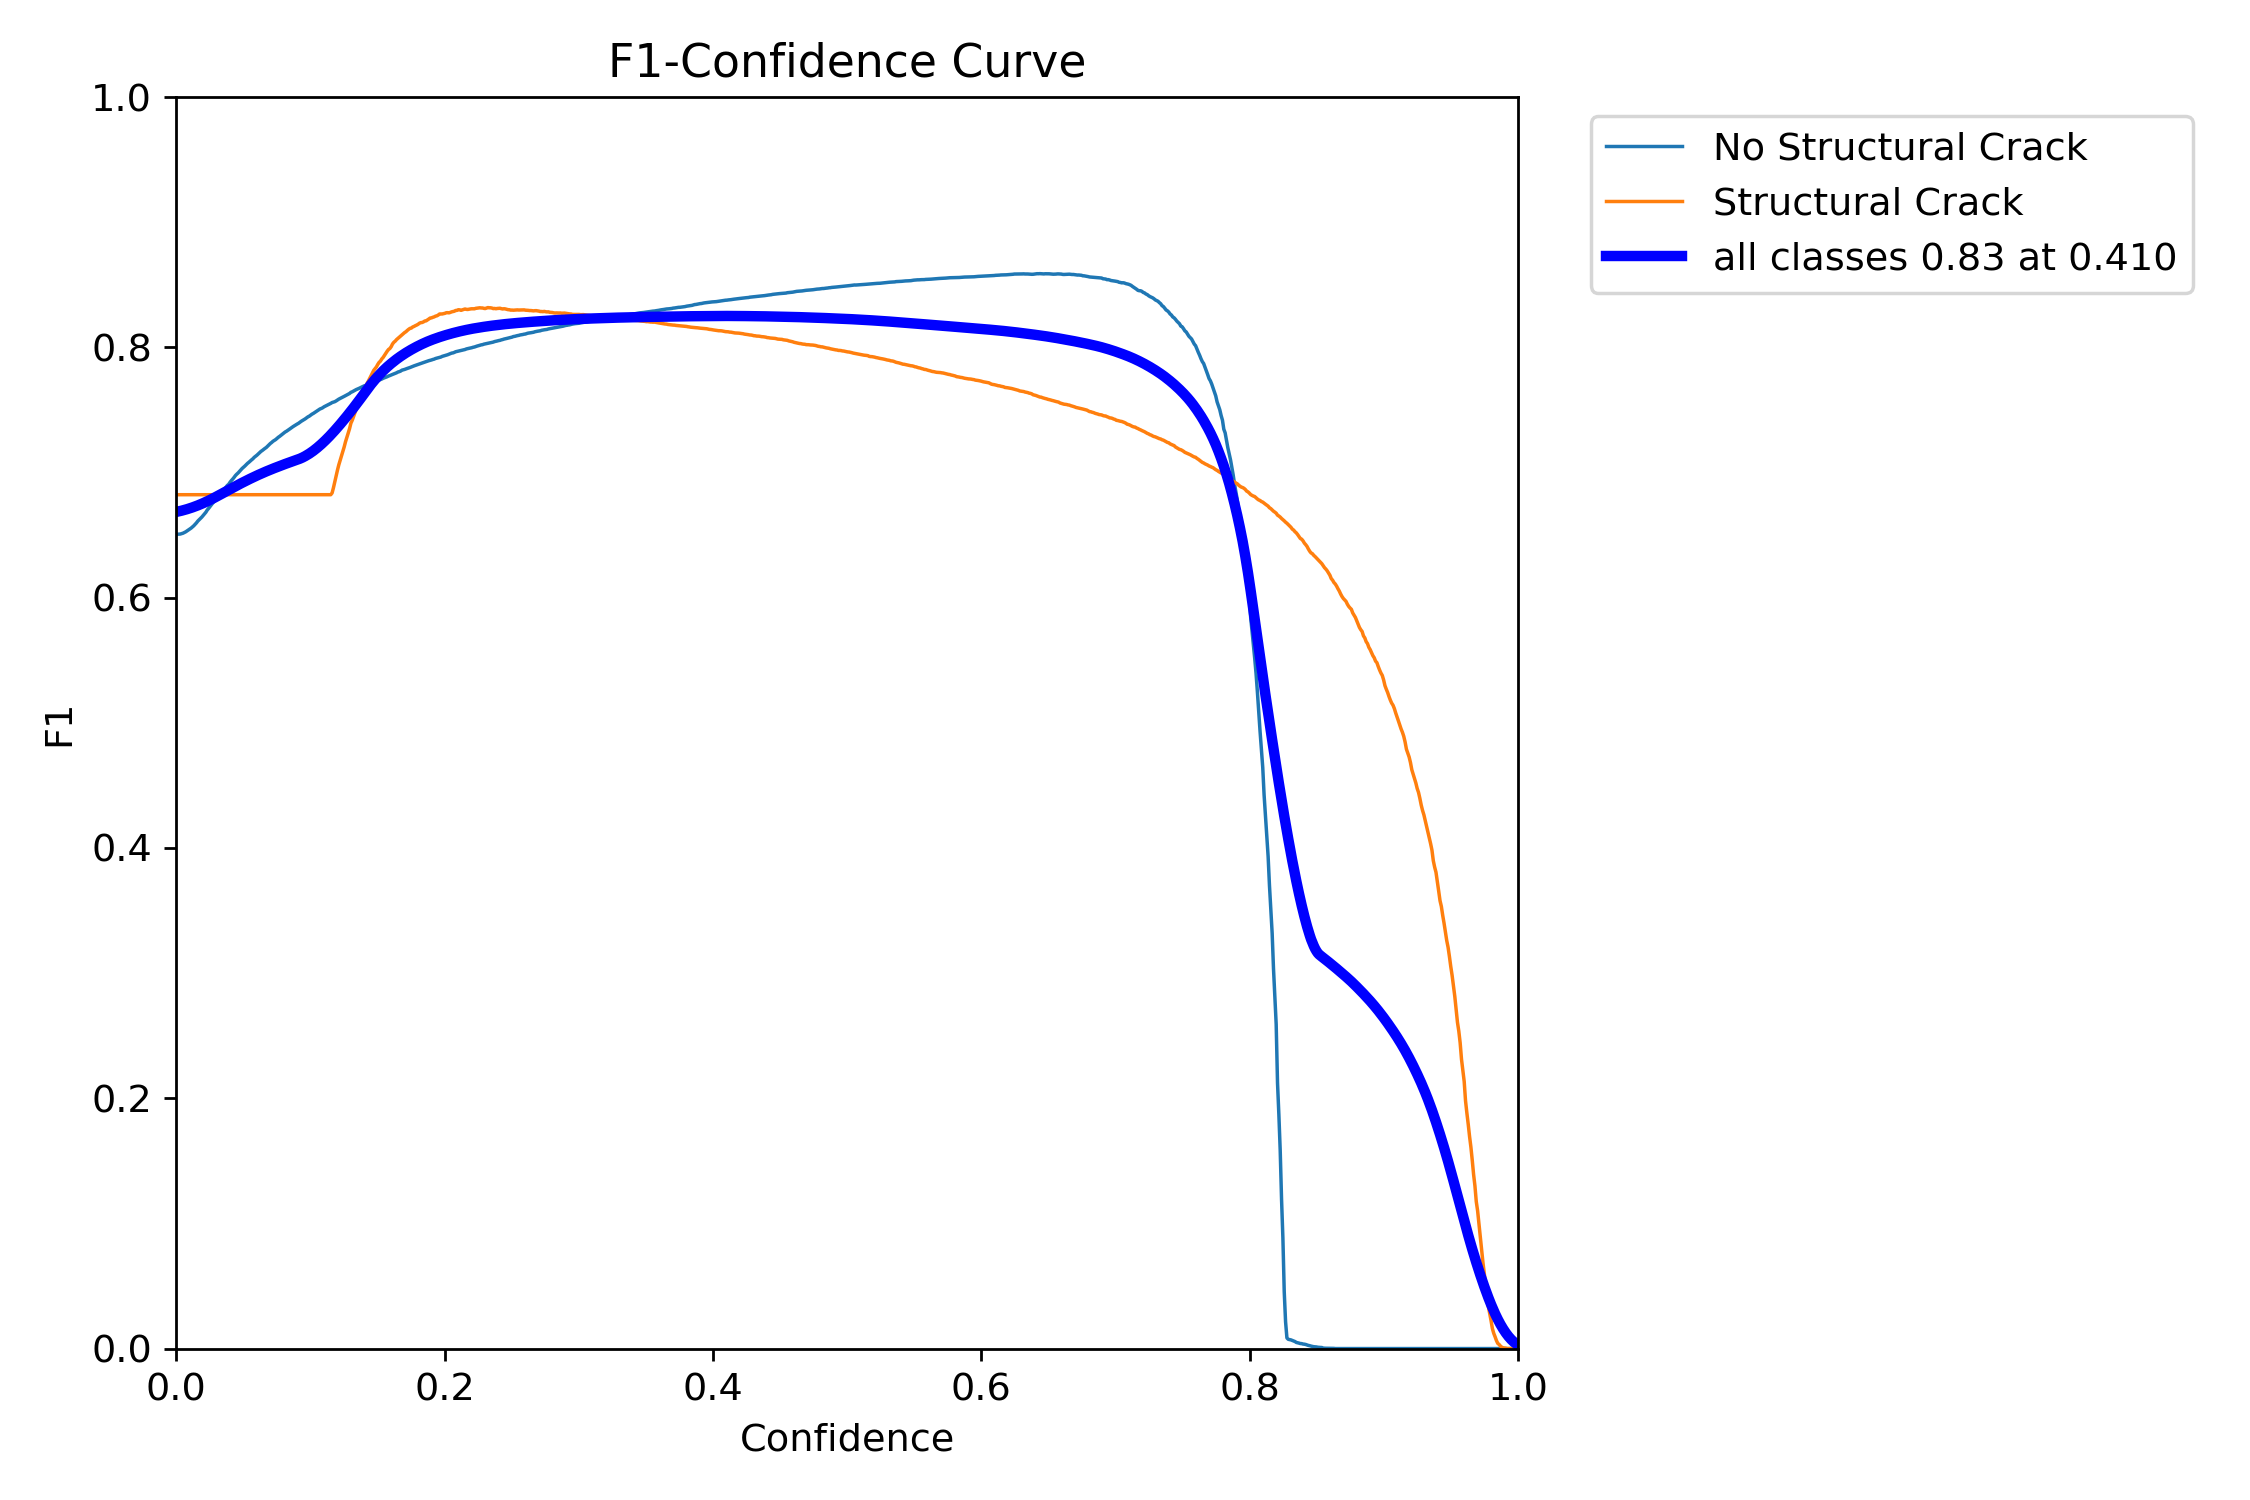 F1-Confidence Curve
1.0
0.8
0.6
0.4
0.2
0.0
F1
0.0 0.2 0.4 0.6 0.8 1.0
Confidence
No Structural Crack
Structural Crack
all classes 0.83 at 0.410